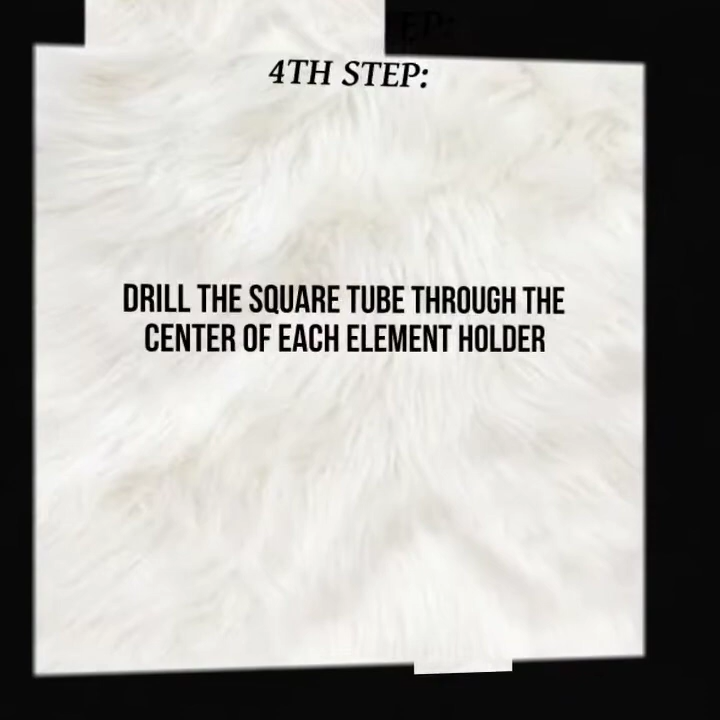 4TH STEP:
DRILL THE SQUARE TUBE THROUGH THE
CENTER OF EACH ELEMENT HOLDER